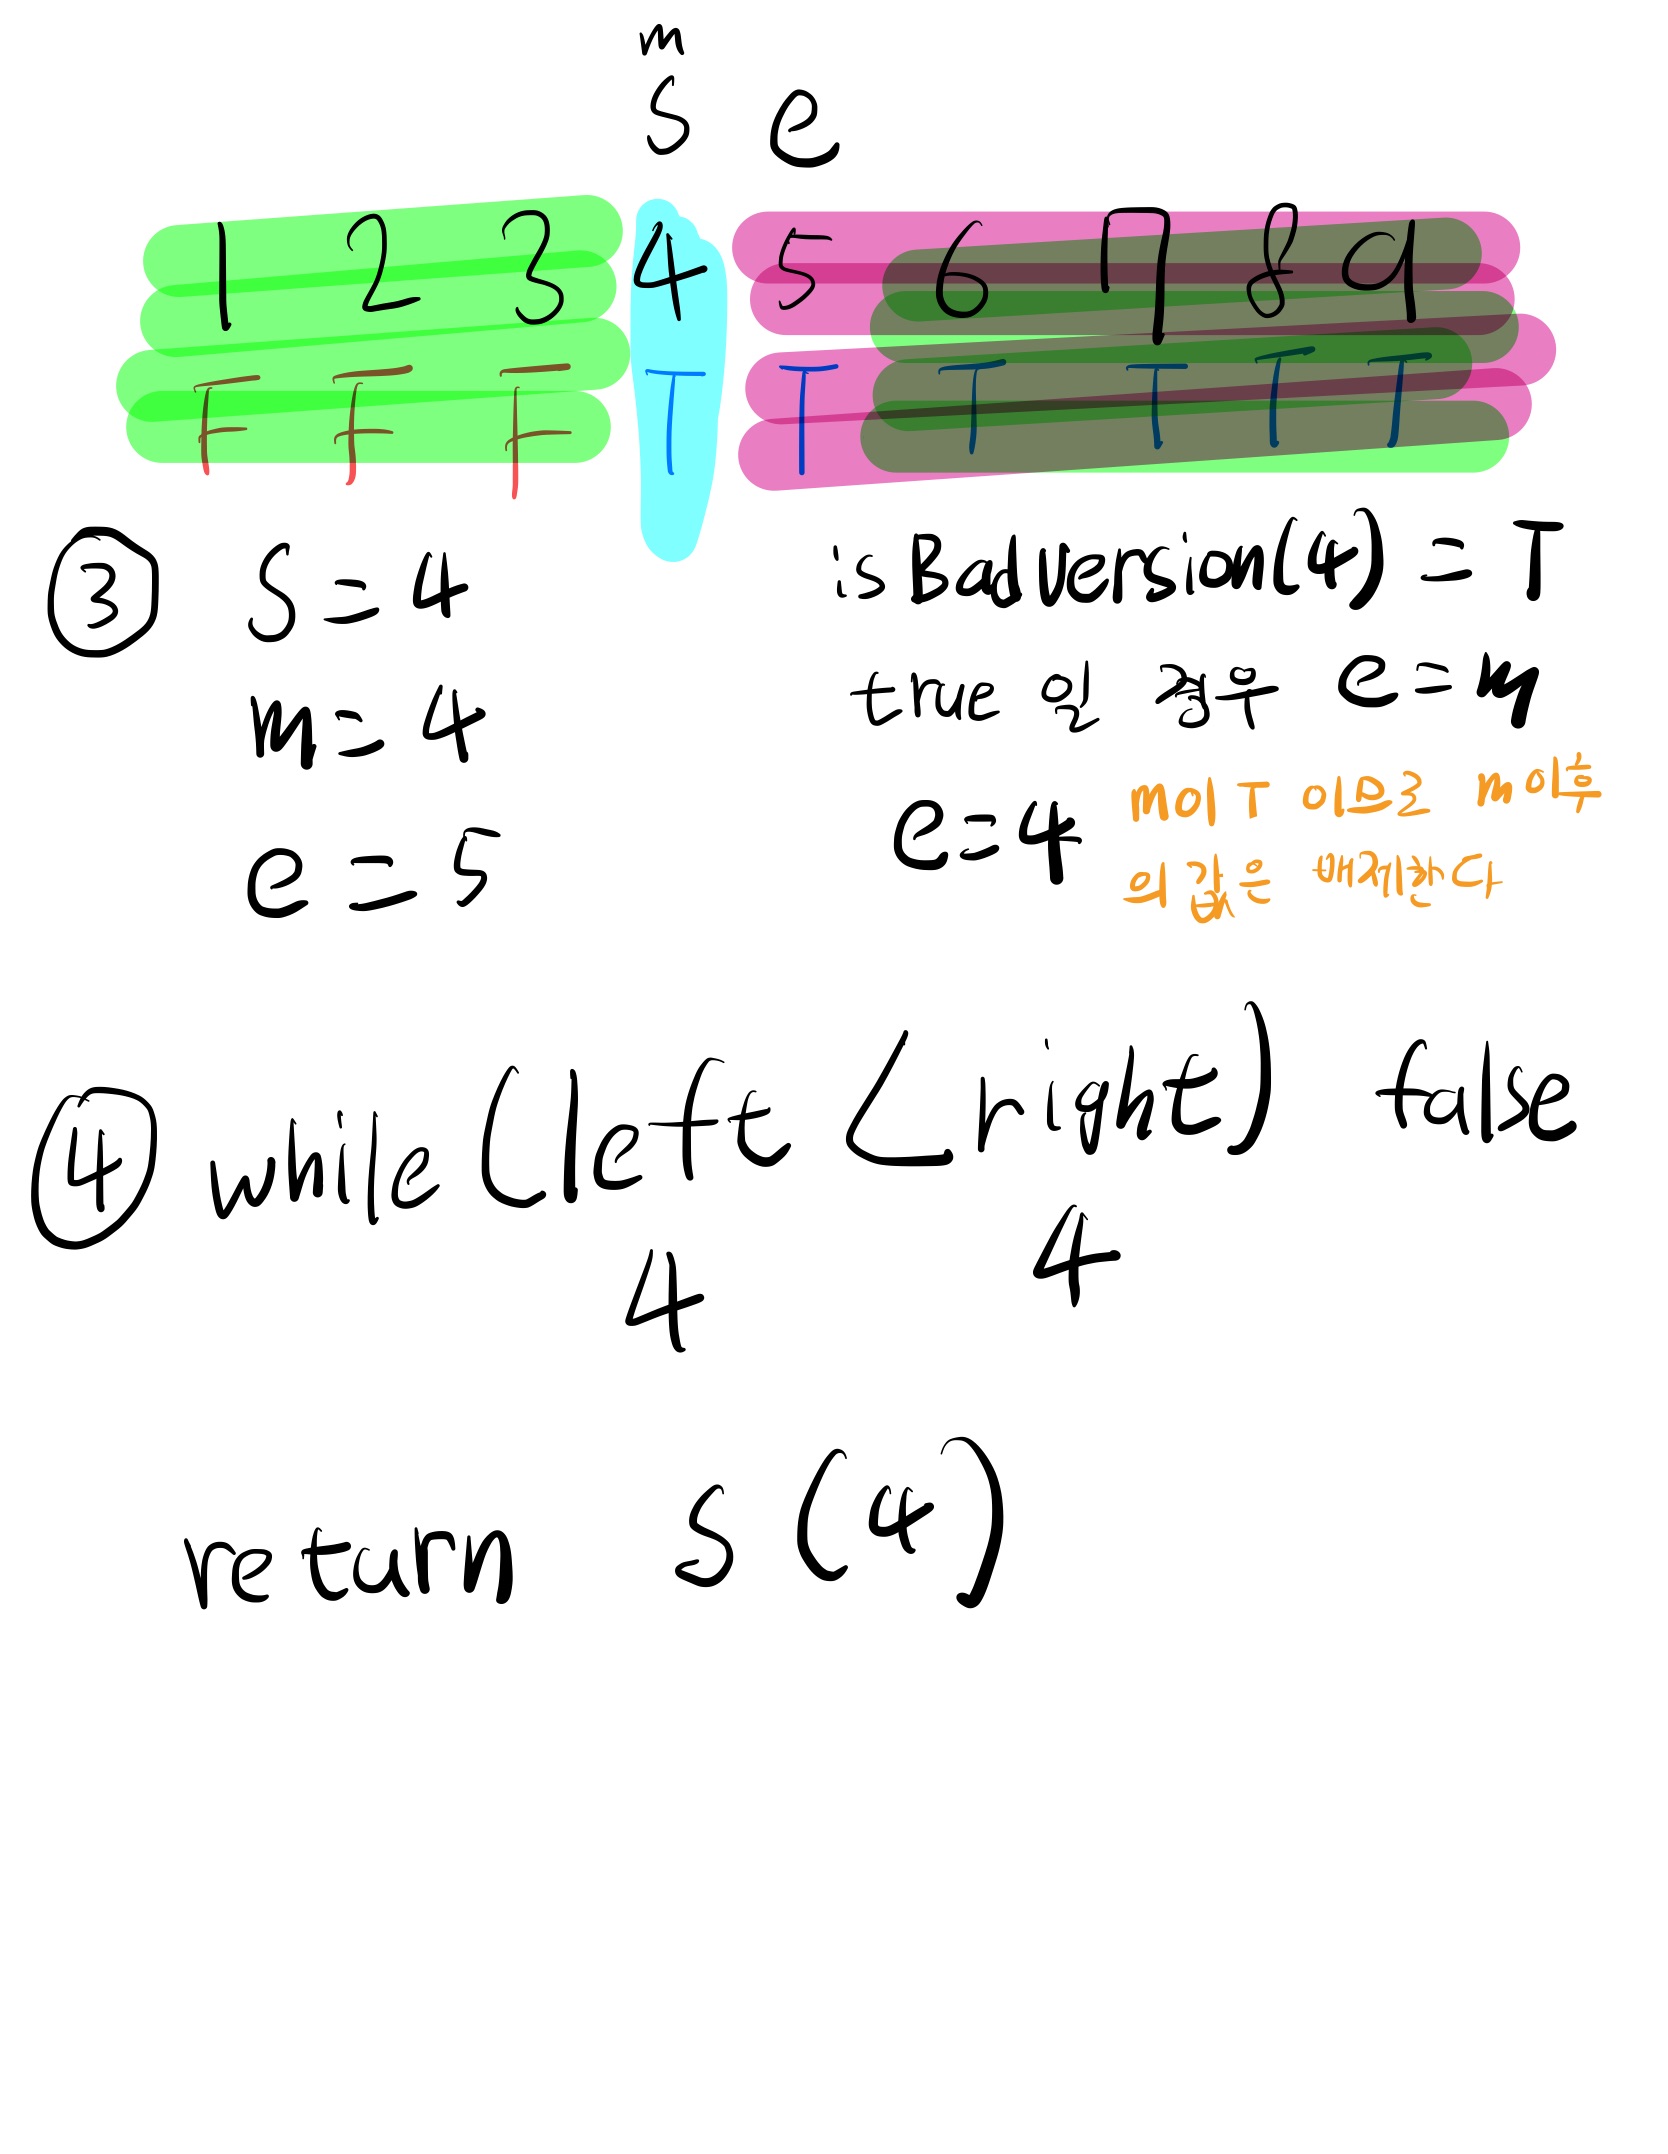 m
S e
1 2 3 4 5 6 7 8 9
F F F T T T T T T
③ S = 4 isBadVersion(4) = T
m = 4 true 일 경우 e = m
e = 5 e = 4 m이 T 이므로 m 이후
의 값은 배제한다
④ while (left < right) false
4 4
return S (4)